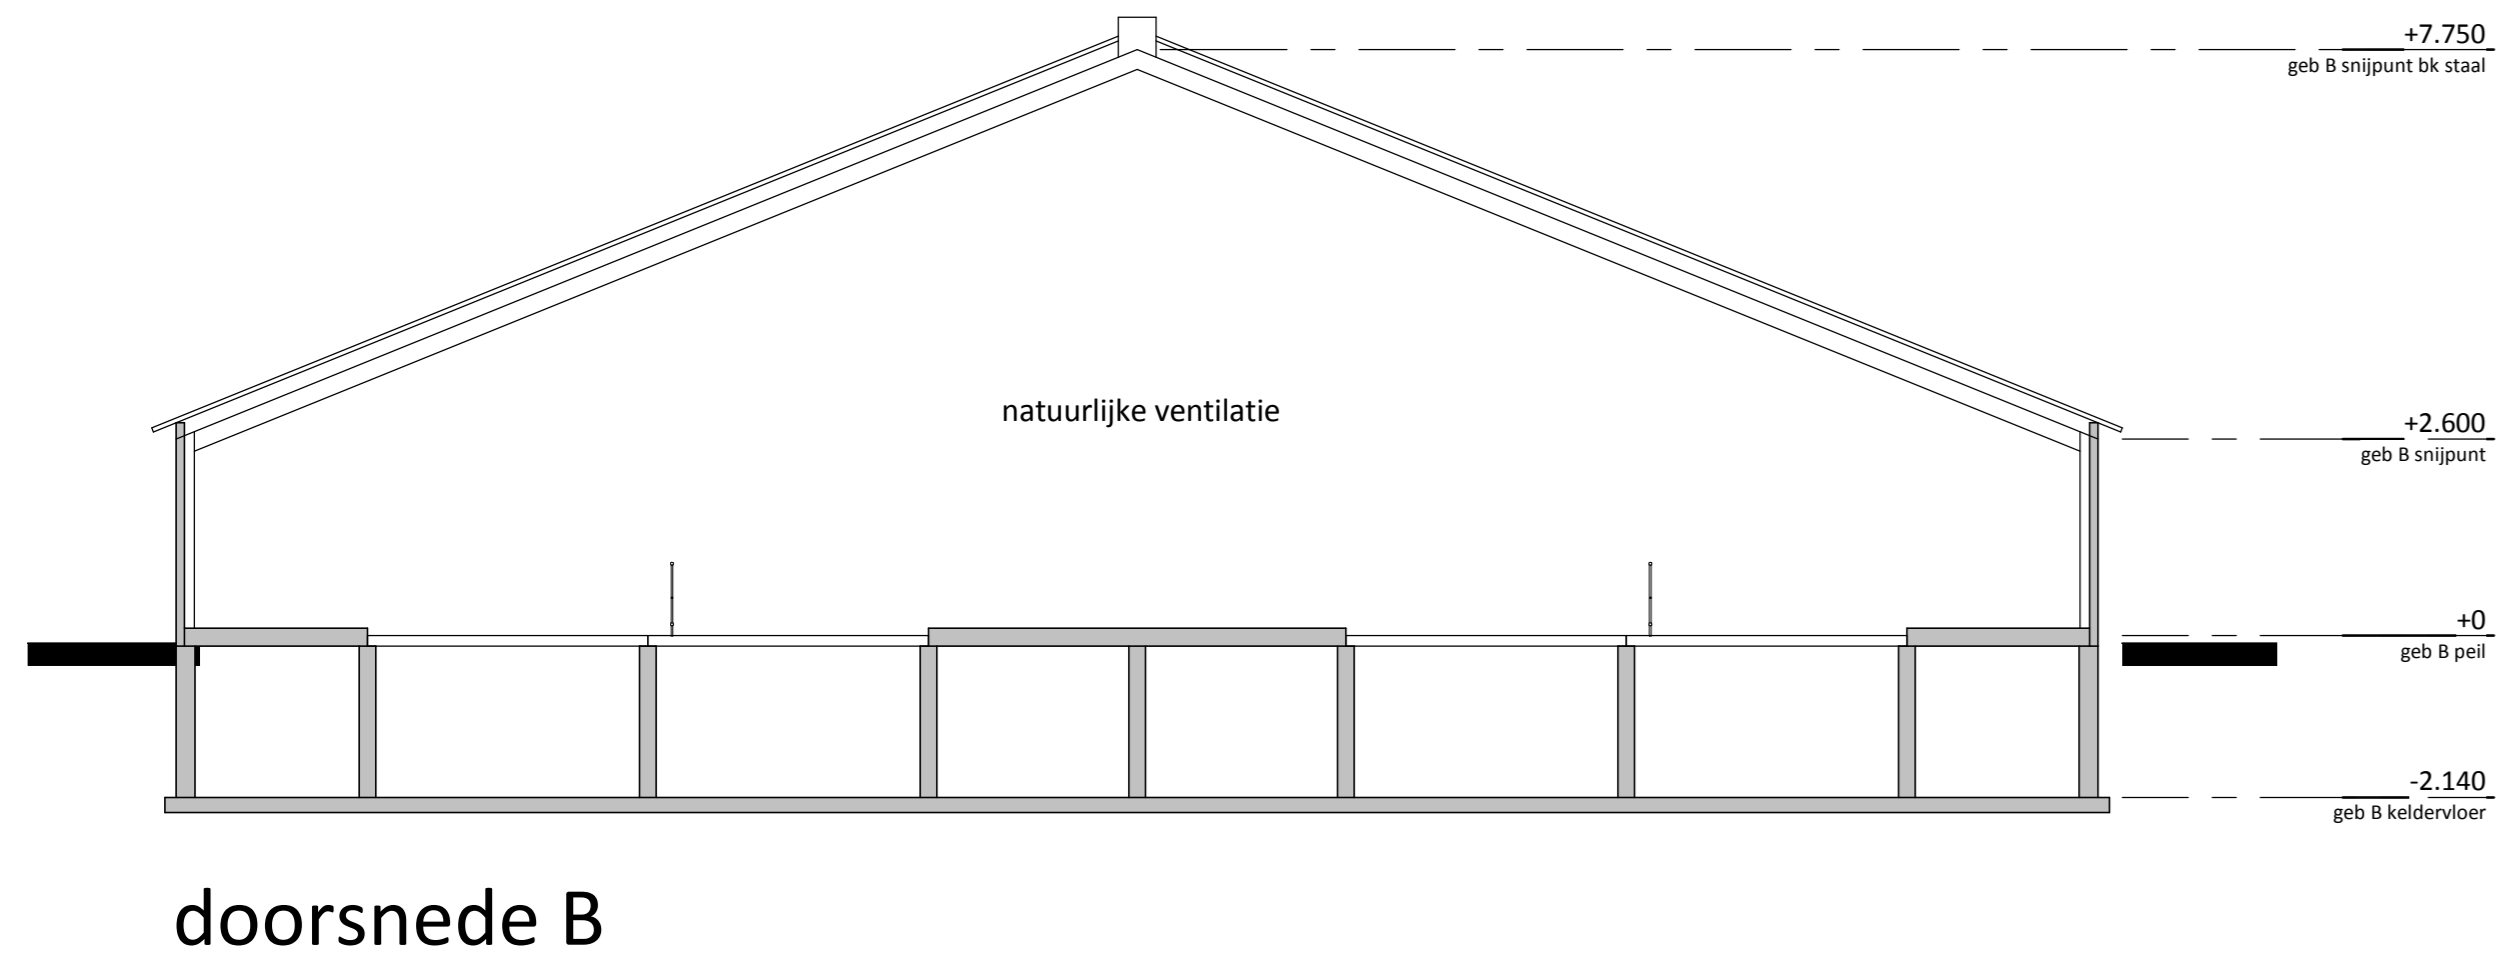 +7.750
geb B snijpunt bk staal
natuurlijke ventilatie
+2.600
geb B snijpunt
+0
geb B peil
-2.140
geb B keldervloer
doorsnede B